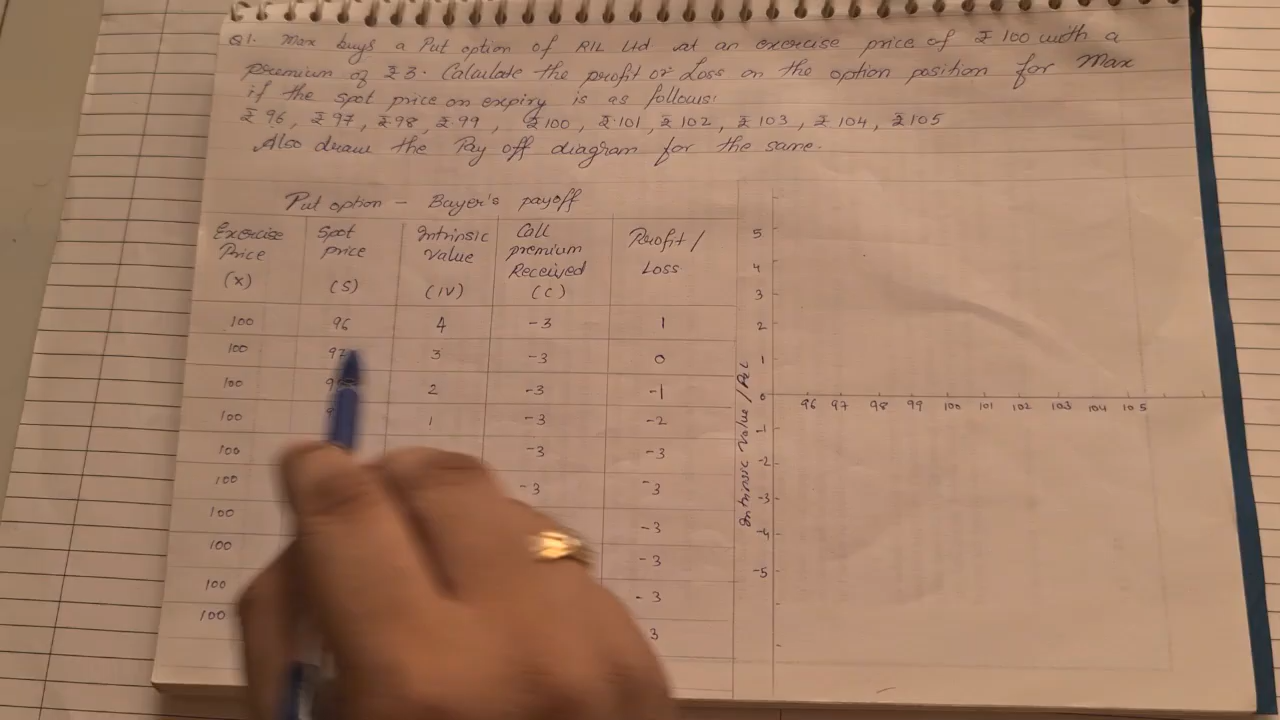 Q1. Max buys a Put option of RIL Ltd at an exercise price of ₹ 100 with a
premium of ₹ 3. Calculate the profit or Loss on the option position for Max
if the spot price on expiry is as follows:
₹ 96, ₹ 97, ₹ 98, ₹ 99, ₹ 100, ₹ 101, ₹ 102, ₹ 103, ₹ 104, ₹ 105
Also draw the Pay off diagram for the same.
Put option - Buyer's payoff
Exercise Price (X)
Spot price (S)
Intrinsic Value (IV)
Call premium Received (C)
Profit / Loss
100 96 4 -3 1
100 97 3 -3 0
100 2 -3 -1
100 1 -3 -2
100 -3 -3
100 -3 -3
100 -3
100 -3
100 -3
100 3
Intrinsic Value / P&L
5
4
3
2
1
0
-1
-2
-3
-4
-5
96 97 98 99 100 101 102 103 104 105